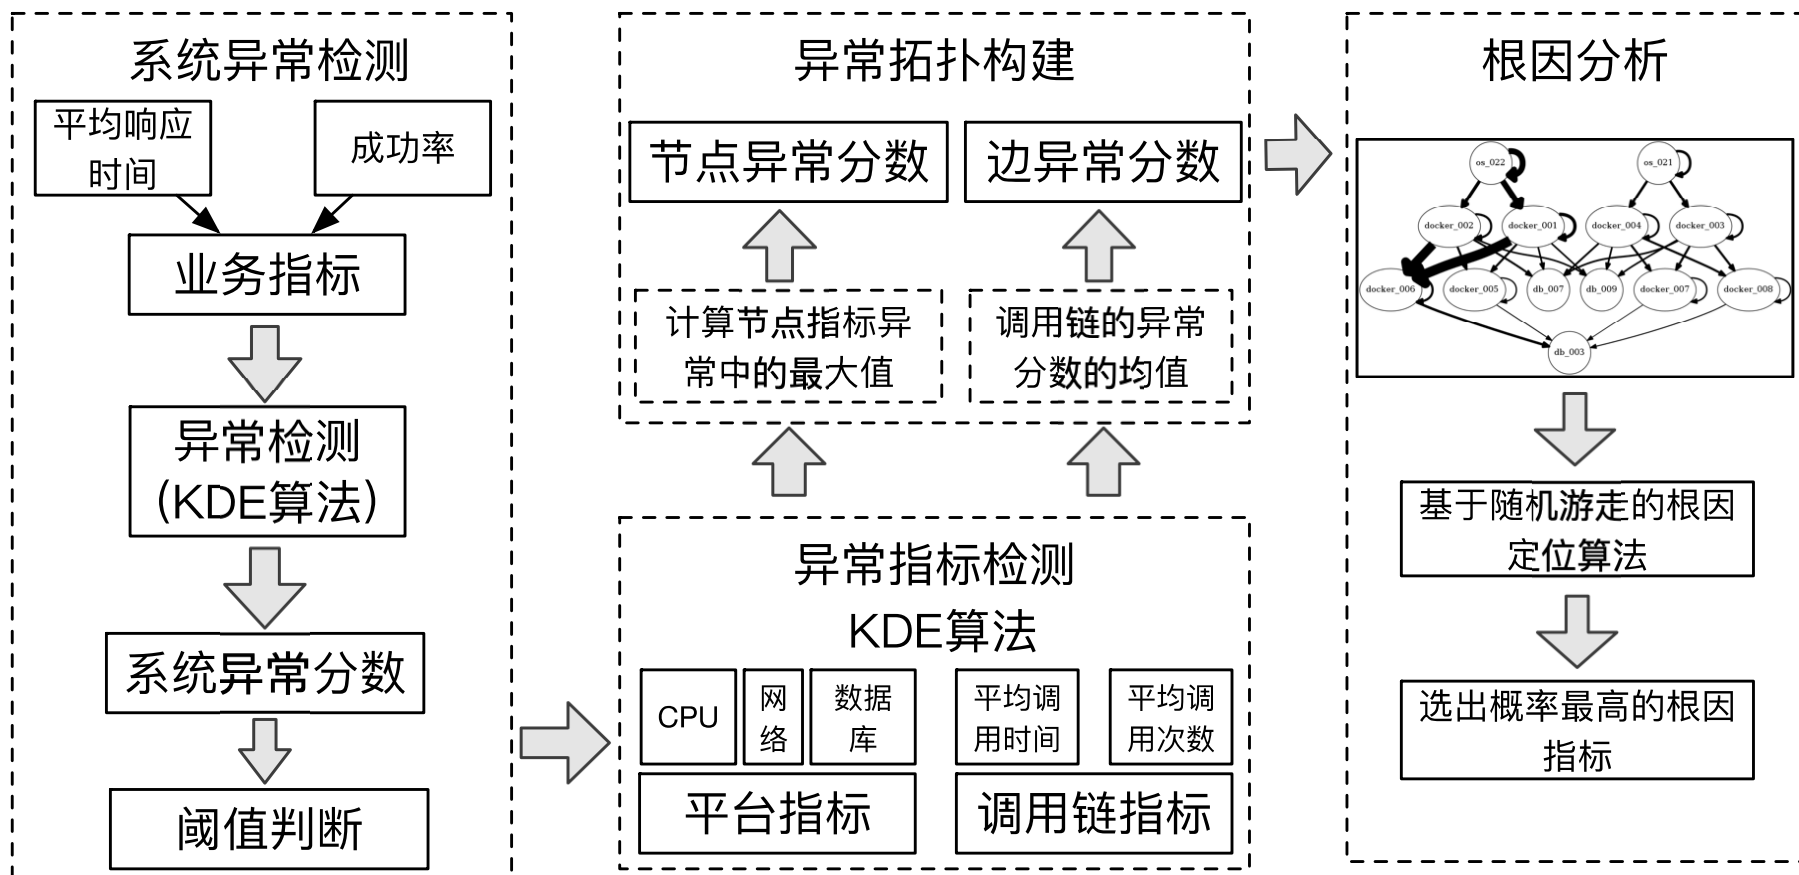 系统异常检测
平均响应
时间
成功率
业务指标
异常检测
(KDE算法)
系统异常分数
阈值判断
异常拓扑构建
节点异常分数
边异常分数
计算节点指标异
常中的最大值
调用链的异常
分数的均值
异常指标检测
KDE算法
CPU
网
络
数据
库
平均调
用时间
平均调
用次数
平台指标
调用链指标
根因分析
os_022
os_021
docker_002
docker_001
docker_004
docker_003
docker_006
docker_005
db_007
db_009
docker_007
docker_008
db_003
基于随机游走的根因
定位算法
选出概率最高的根因
指标